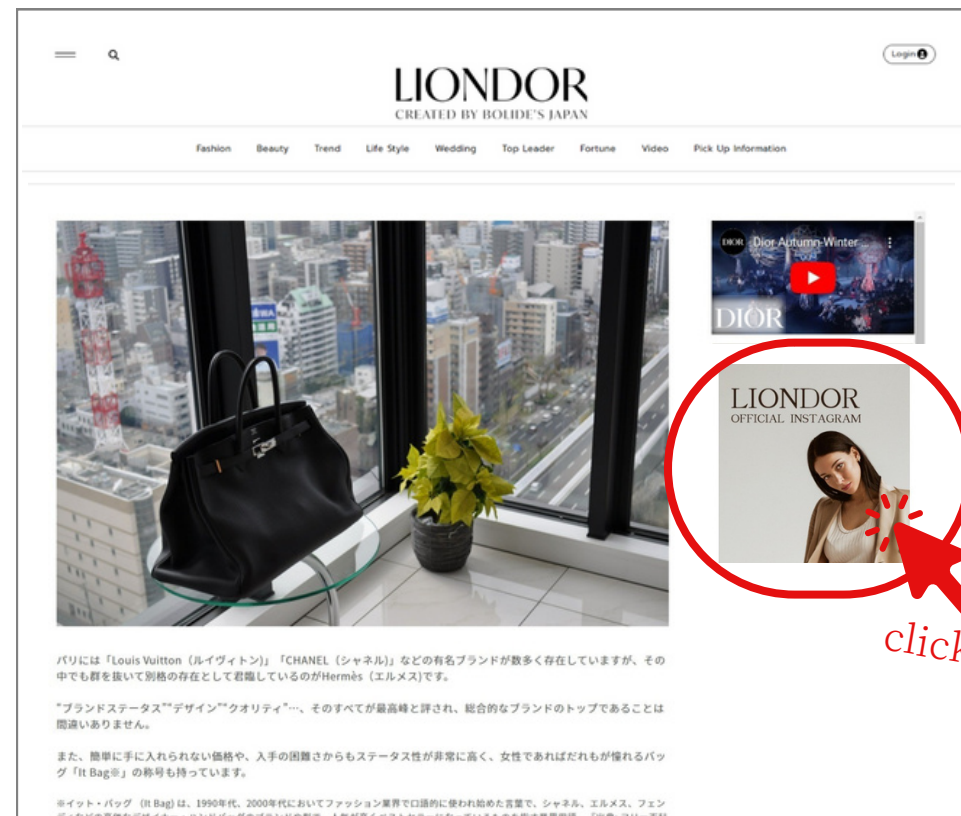 Login
LIONDOR
CREATED BY BOLIDE'S JAPAN
Fashion Beauty Trend Life Style Wedding Top Leader Fortune Video Pick Up Information
DIOR Dior Autumn-Winter
DIOR
LIONDOR
OFFICIAL INSTAGRAM
click
パリには「Louis Vuitton（ルイヴィトン)」「CHANEL（シャネル)」などの有名ブランドが数多く存在していますが、その
中でも群を抜いて別格の存在として君臨しているのがHermès（エルメス)です。
“ブランドステータス”“デザイン”“クオリティ”…、そのすべてが最高峰と評され、総合的なブランドのトップであることは
間違いありません。
また、簡単に手に入れられない価格や、入手の困難さからもステータス性が非常に高く、女性であればだれもが憧れるバッ
グ「It Bag※」の称号も持っています。
※イット・バッグ （It Bag) は、1990年代、2000年代においてファッション業界で口語的に使われ始めた言葉で、シャネル、エルメス、フェン